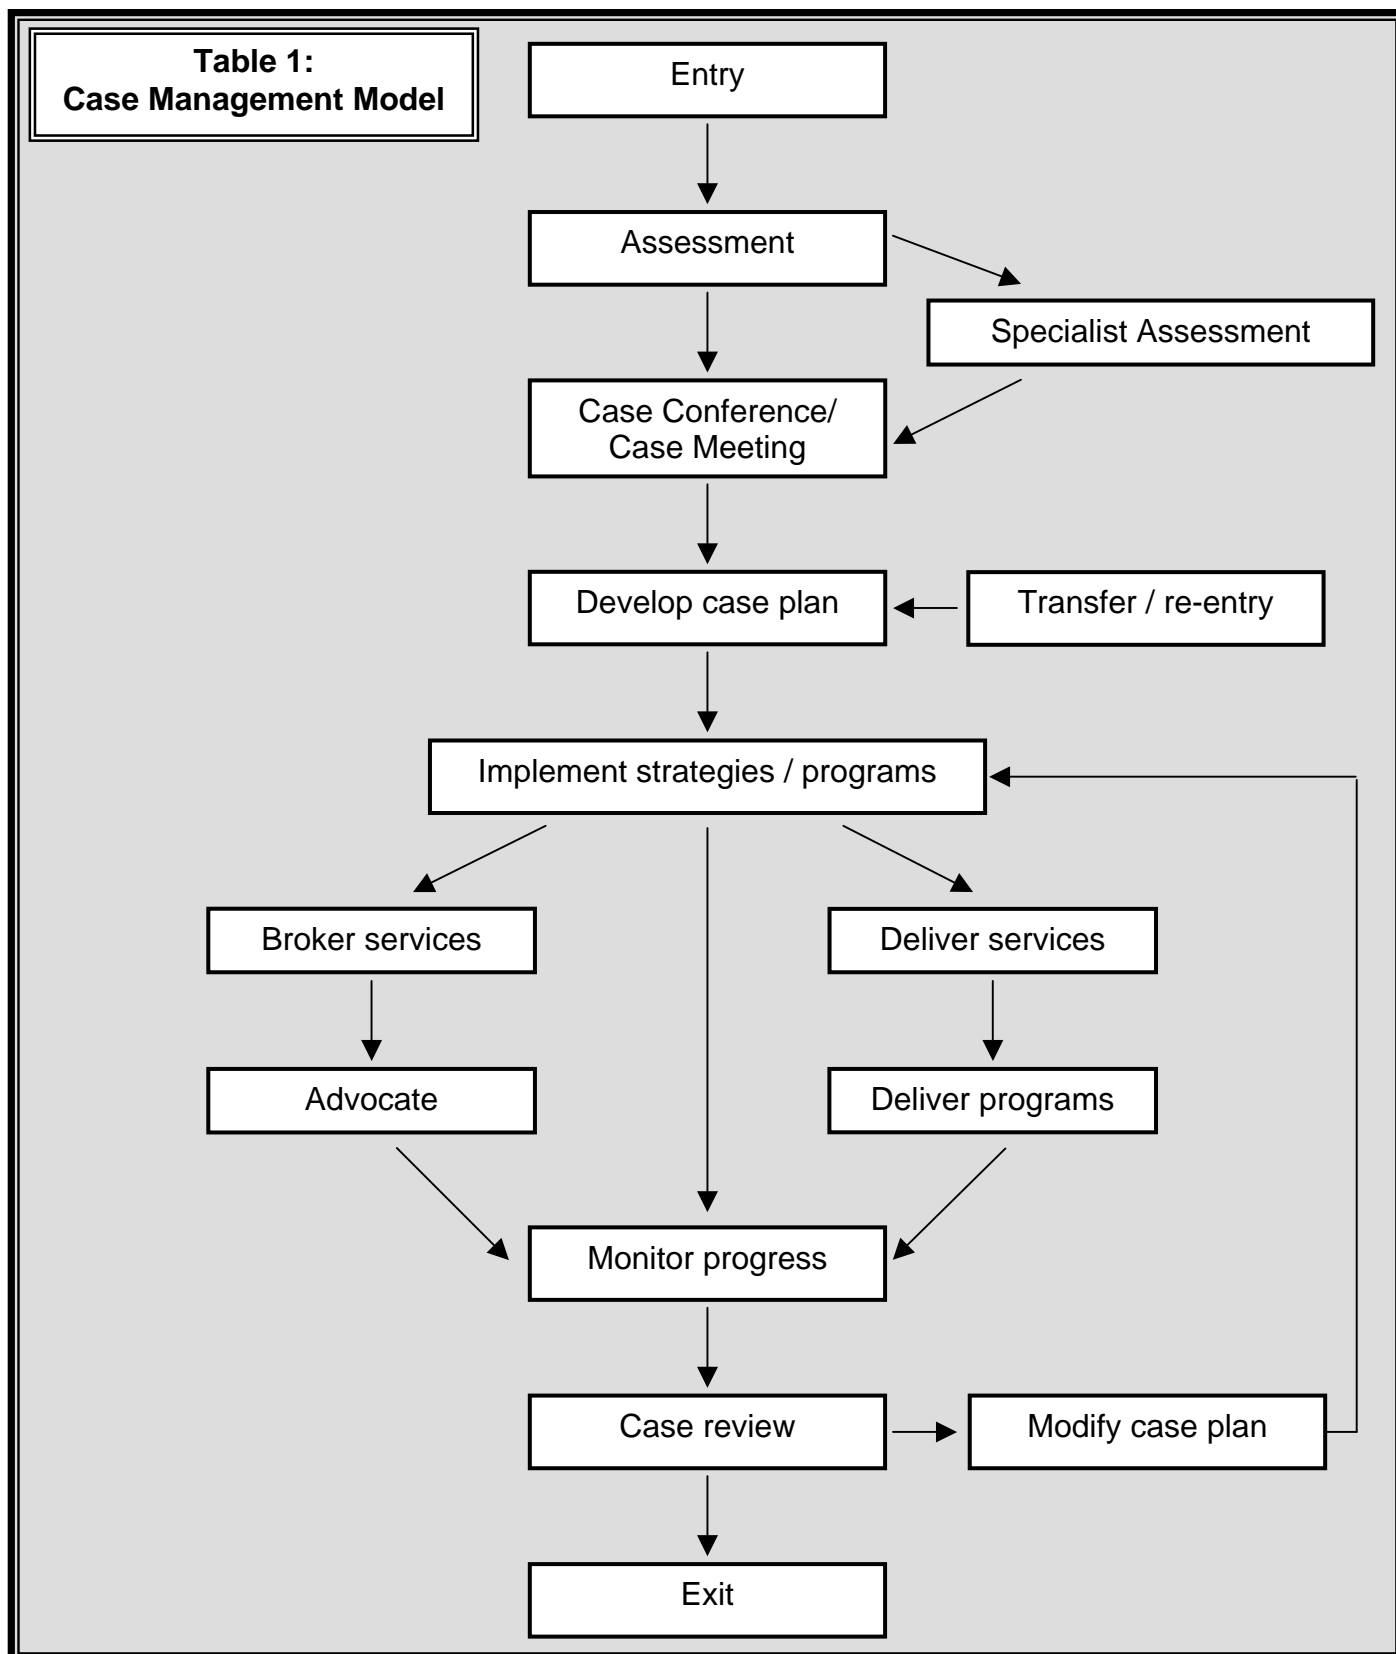 Table 1:
Case Management Model
Entry
Assessment
Specialist Assessment
Case Conference/
Case Meeting
Develop case plan
Transfer / re-entry
Implement strategies / programs
Broker services
Deliver services
Advocate
Deliver programs
Monitor progress
Case review
Modify case plan
Exit